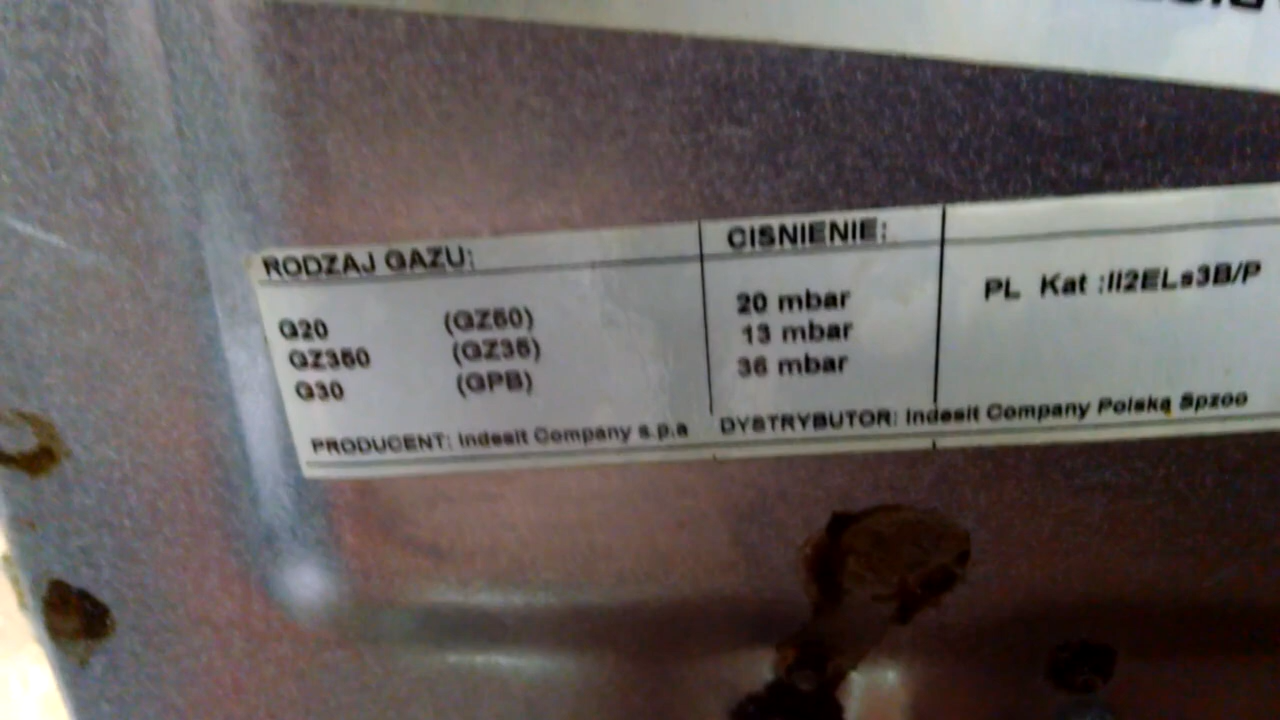 RODZAJ GAZU: CISNIENIE:
PL Kat :II2ELs3B/P
G20 (GZ50) 20 mbar
GZ350 (GZ35) 13 mbar
G30 (GPB) 36 mbar
PRODUCENT: Indesit Company s.p.a DYSTRYBUTOR: Indesit Company Polska Spzoo